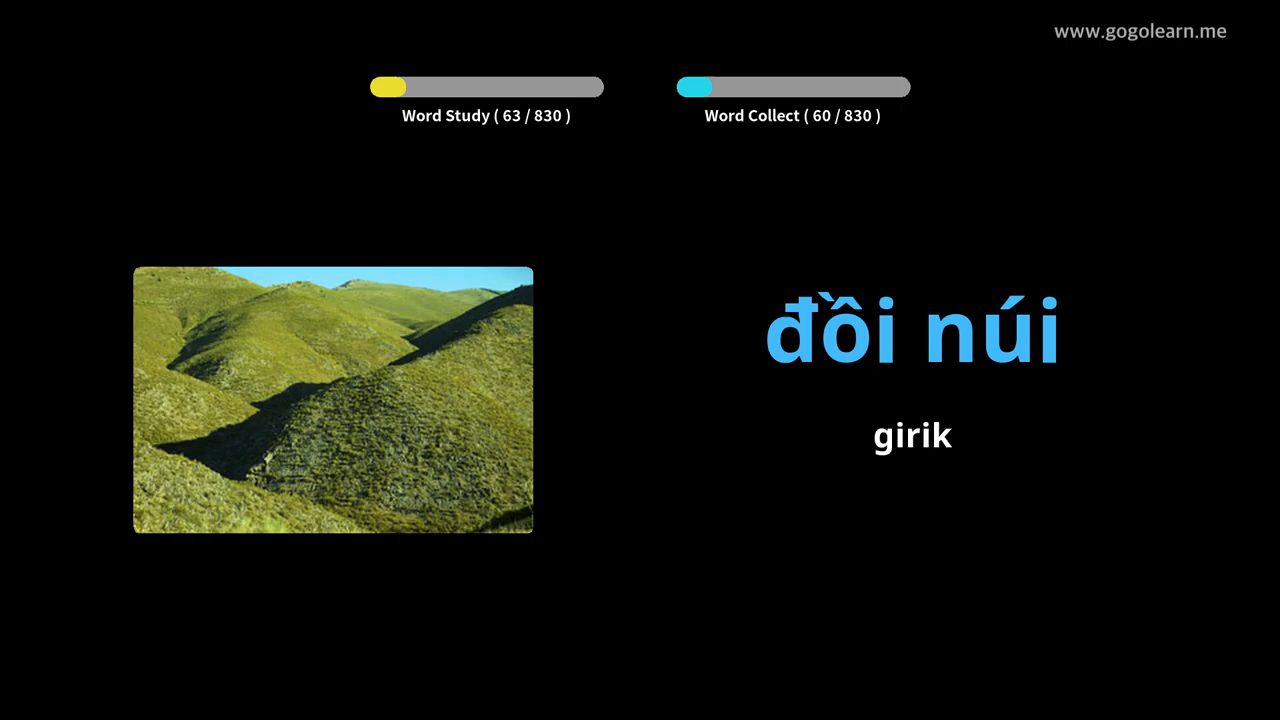 www.gogolearn.me
Word Study ( 63 / 830 )
Word Collect ( 60 / 830 )
đồi núi
girik